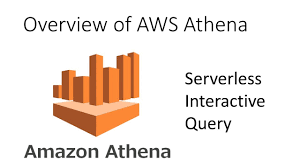 Overview of AWS Athena
Serverless
Interactive
Query
Amazon Athena